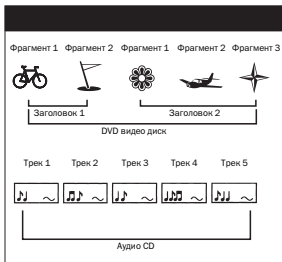 Фрагмент 1 Фрагмент 2 Фрагмент 1 Фрагмент 2 Фрагмент 3
Заголовок 1 Заголовок 2
DVD видео диск
Трек 1 Трек 2 Трек 3 Трек 4 Трек 5
Аудио CD